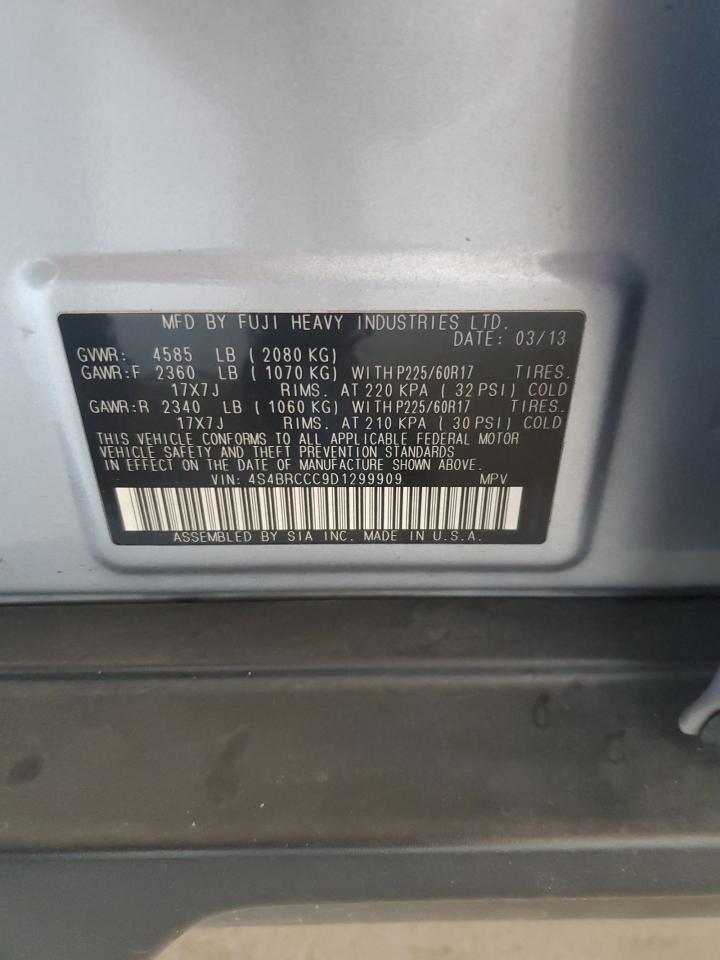 MFD BY FUJI HEAVY INDUSTRIES LTD.
DATE: 03/13
GVWR: 4585 LB (2080 KG)
GAWR:F 2360 LB (1070 KG) WITH P225/60R17 TIRES.
17X7J RIMS. AT 220 KPA (32 PSI) COLD
GAWR:R 2340 LB (1060 KG) WITH P225/60R17 TIRES.
17X7J RIMS. AT 210 KPA (30 PSI) COLD
THIS VEHICLE CONFORMS TO ALL APPLICABLE FEDERAL MOTOR
VEHICLE SAFETY AND THEFT PREVENTION STANDARDS
IN EFFECT ON THE DATE OF MANUFACTURE SHOWN ABOVE.
VIN: 4S4BRCCC9D1299909 MPV
ASSEMBLED BY SIA INC. MADE IN U.S.A.